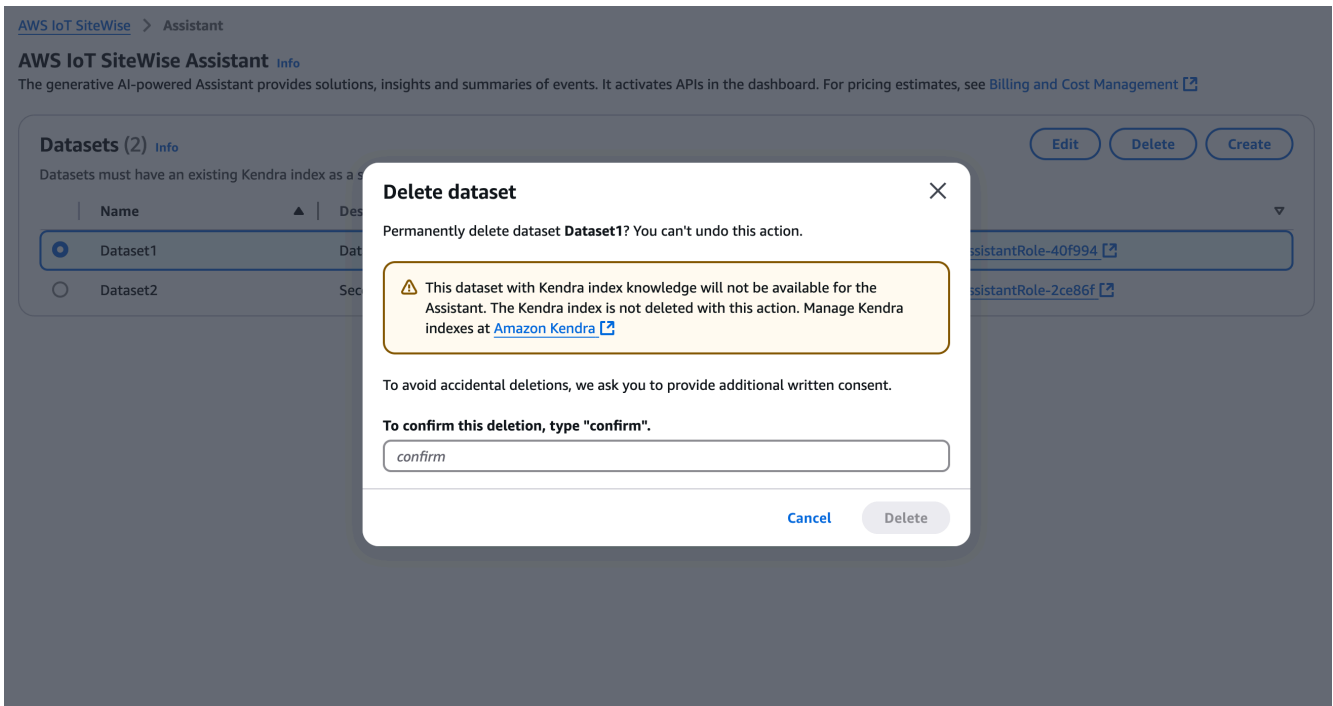 AWS IoT SiteWise > Assistant
AWS IoT SiteWise Assistant Info
The generative AI-powered Assistant provides solutions, insights and summaries of events. It activates APIs in the dashboard. For pricing estimates, see Billing and Cost Management
Datasets (2) Info
Edit Delete Create
Datasets must have an existing Kendra index as a s
Name Des
Dataset1 Dat ssistantRole-40f994
Dataset2 Sec ssistantRole-2ce86f
Delete dataset
Permanently delete dataset Dataset1? You can't undo this action.
This dataset with Kendra index knowledge will not be available for the
Assistant. The Kendra index is not deleted with this action. Manage Kendra
indexes at Amazon Kendra
To avoid accidental deletions, we ask you to provide additional written consent.
To confirm this deletion, type "confirm".
confirm
Cancel Delete